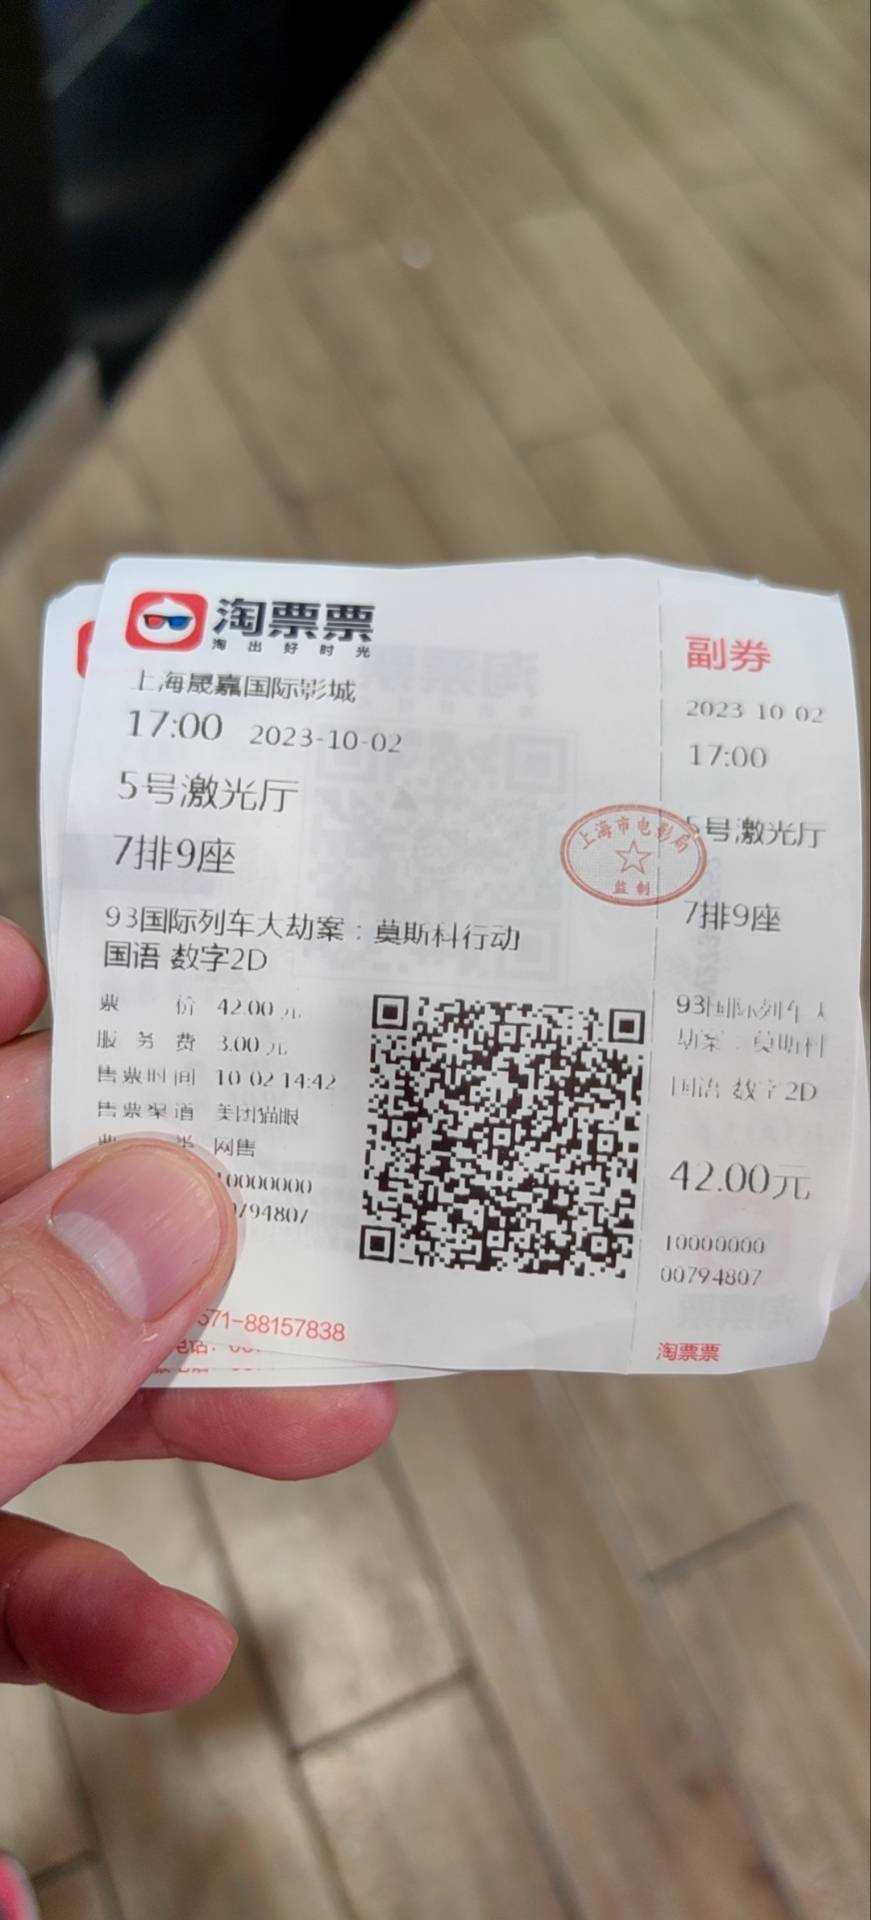 淘票票
淘出好时光
上海晟嘉国际影城
17:00 2023-10-02
5号激光厅
7排9座
93国际列车大劫案：莫斯科行动
国语 数字2D
票价 42.00元
服务费 3.00元
售票时间 10-02 14:42
售票渠道 美团猫眼
网售
10000000
0794807
571-88157838
电话：
上海市电影局
监制
副券
2023-10-02
17:00
5号激光厅
7排9座
93国际列车大
劫案：莫斯科
国语 数字2D
42.00元
10000000
00794807
淘票票